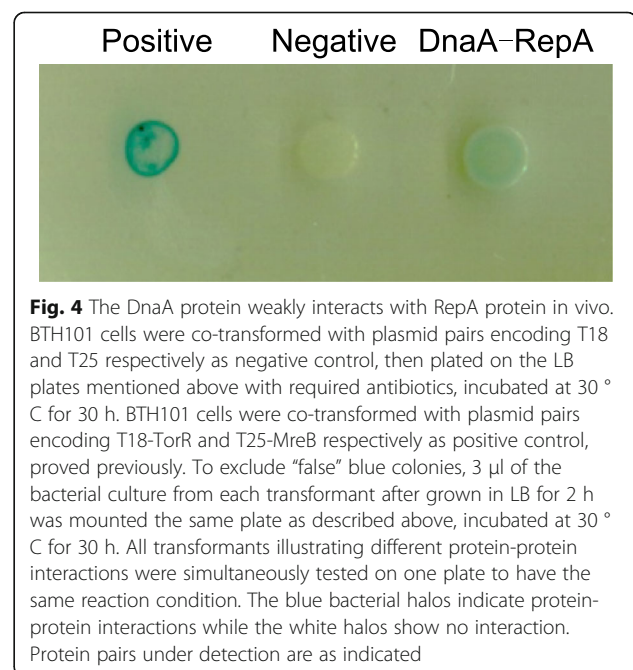 Positive Negative DnaA–RepA
Fig. 4 The DnaA protein weakly interacts with RepA protein in vivo.
BTH101 cells were co-transformed with plasmid pairs encoding T18
and T25 respectively as negative control, then plated on the LB
plates mentioned above with required antibiotics, incubated at 30 °
C for 30 h. BTH101 cells were co-transformed with plasmid pairs
encoding T18-TorR and T25-MreB respectively as positive control,
proved previously. To exclude “false” blue colonies, 3 μl of the
bacterial culture from each transformant after grown in LB for 2 h
was mounted the same plate as described above, incubated at 30 °
C for 30 h. All transformants illustrating different protein-protein
interactions were simultaneously tested on one plate to have the
same reaction condition. The blue bacterial halos indicate protein-
protein interactions while the white halos show no interaction.
Protein pairs under detection are as indicated